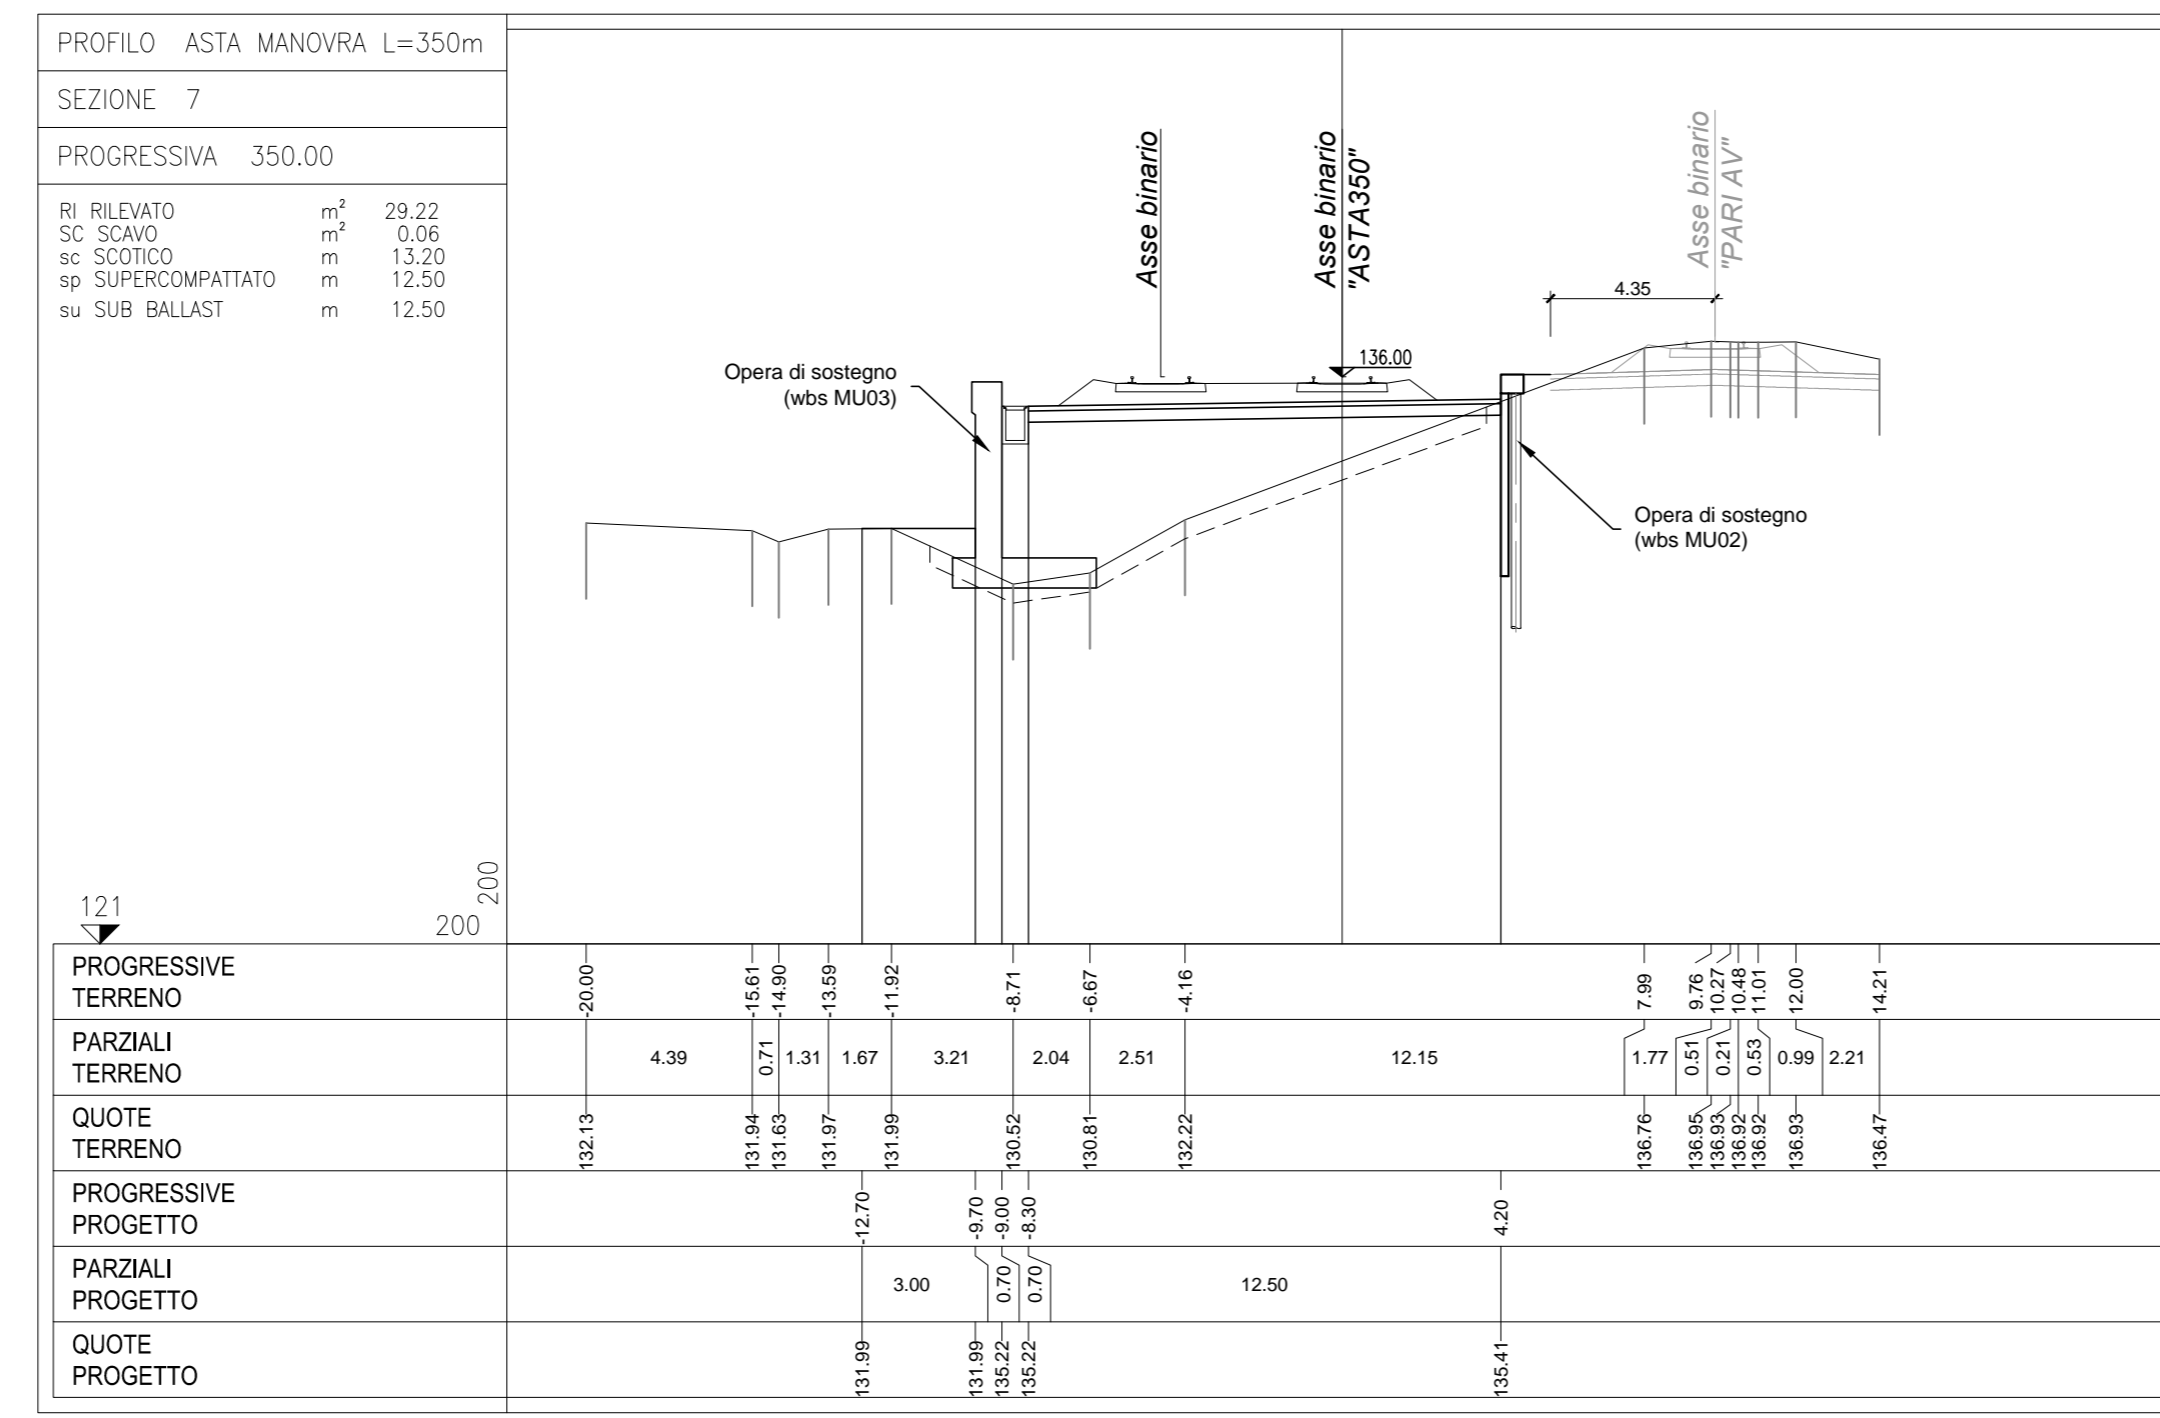 PROFILO ASTA MANOVRA L=350m
SEZIONE 7
PROGRESSIVA 350.00
RI RILEVATO m² 29.22
SC SCAVO m² 0.06
sc SCOTICO m 13.20
sp SUPERCOMPATTATO m 12.50
su SUB BALLAST m 12.50
Asse binario
Asse binario
"ASTA350"
Asse binario
"PARI AV"
4.35
136.00
Opera di sostegno
(wbs MU03)
Opera di sostegno
(wbs MU02)
121
200
200
PROGRESSIVE
TERRENO
-20.00 -15.61 -14.90 -13.59 -11.92 -8.71 -6.67 -4.16 7.99 9.76 10.27 10.48 11.01 12.00 14.21
PARZIALI
TERRENO
4.39 0.71 1.31 1.67 3.21 2.04 2.51 12.15 1.77 0.51 0.21 0.53 0.99 2.21
QUOTE
TERRENO
132.13 131.94 131.63 131.97 131.99 130.52 130.81 132.22 136.76 136.95 136.93 136.92 136.92 136.93 136.47
PROGRESSIVE
PROGETTO
-12.70 -9.70 -9.00 -8.30 4.20
PARZIALI
PROGETTO
3.00 0.70 0.70 12.50
QUOTE
PROGETTO
131.99 131.99 135.22 135.22 135.41